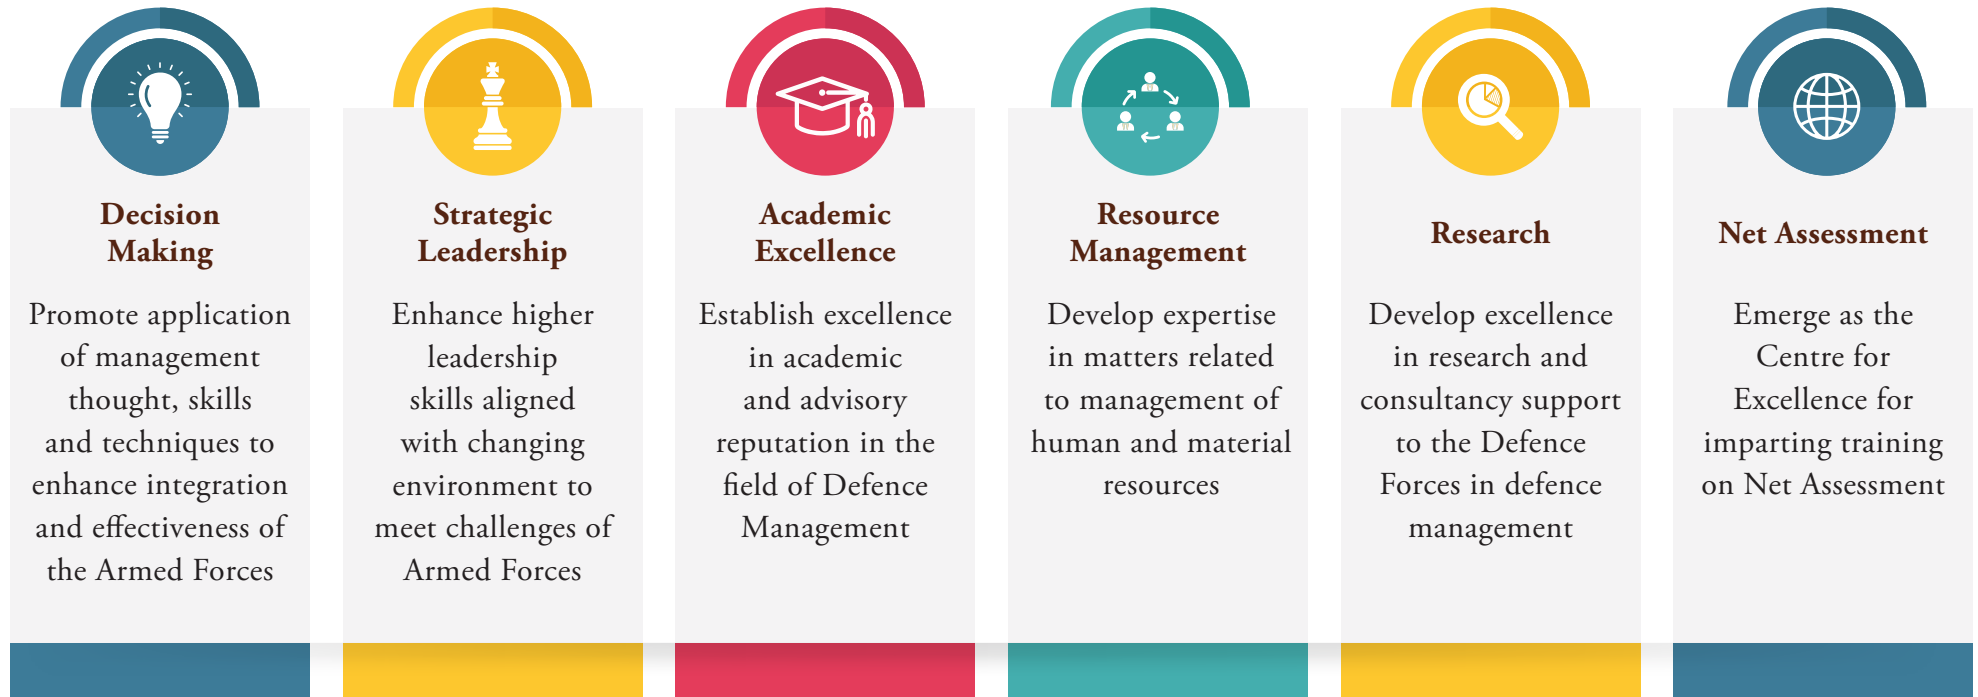 Decision
Making
Promote application
of management
thought, skills
and techniques to
enhance integration
and effectiveness of
the Armed Forces
Strategic
Leadership
Enhance higher
leadership
skills aligned
with changing
environment to
meet challenges of
Armed Forces
Academic
Excellence
Establish excellence
in academic
and advisory
reputation in the
field of Defence
Management
Resource
Management
Develop expertise
in matters related
to management of
human and material
resources
Research
Develop excellence
in research and
consultancy support
to the Defence
Forces in defence
management
Net Assessment
Emerge as the
Centre for
Excellence for
imparting training
on Net Assessment